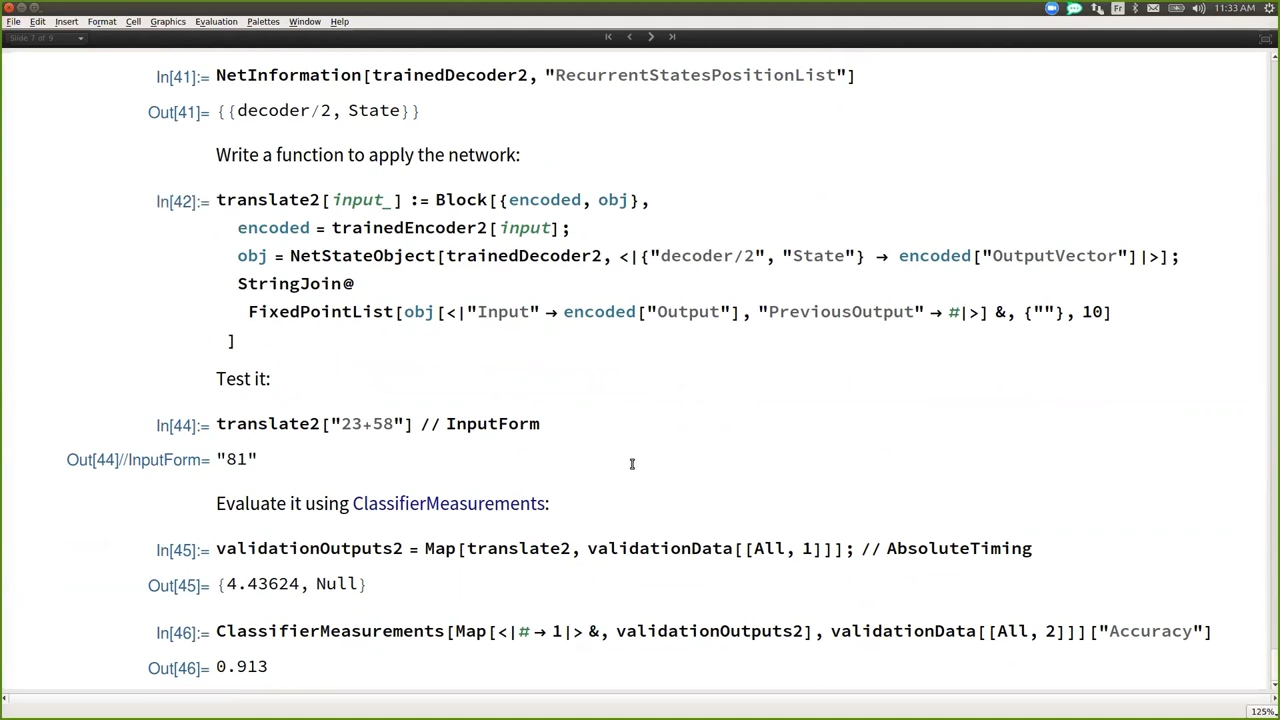 Fr
11:33 AM
File Edit Insert Format Cell Graphics Evaluation Palettes Window Help
Slide 7 of 9
In[41]:= NetInformation[trainedDecoder2, "RecurrentStatesPositionList"]
Out[41]= {{decoder/2, State}}
Write a function to apply the network:
In[42]:= translate2[input_] := Block[{encoded, obj},
encoded = trainedEncoder2[input];
obj = NetStateObject[trainedDecoder2, <|{"decoder/2", "State"} → encoded["OutputVector"]|>];
StringJoin@
FixedPointList[obj[<|"Input" → encoded["Output"], "PreviousOutput" → #|>] &, {""}, 10]
]
Test it:
In[44]:= translate2["23+58"] // InputForm
Out[44]//InputForm= "81"
Evaluate it using ClassifierMeasurements:
In[45]:= validationOutputs2 = Map[translate2, validationData[[All, 1]]]; // AbsoluteTiming
Out[45]= {4.43624, Null}
In[46]:= ClassifierMeasurements[Map[<|# → 1|> &, validationOutputs2], validationData[[All, 2]]]["Accuracy"]
Out[46]= 0.913
125%